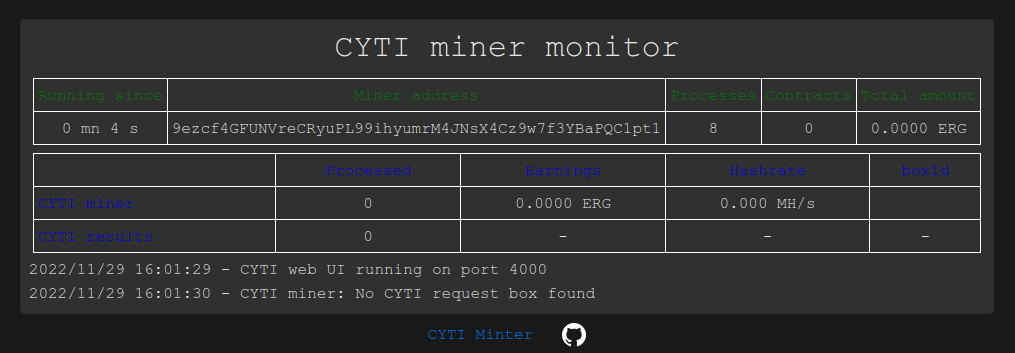 CYTI miner monitor
Running since Miner address Processes Contracts Total amount
0 mn 4 s 9ezcf4GFUNVreCRyuPL99ihyumrM4JNsX4Cz9w7f3YBaPQC1pt1 8 0 0.0000 ERG
Processed Earnings Hashrate boxId
CYTI miner 0 0.0000 ERG 0.000 MH/s
CYTI results 0 - - -
2022/11/29 16:01:29 - CYTI web UI running on port 4000
2022/11/29 16:01:30 - CYTI miner: No CYTI request box found
CYTI Minter